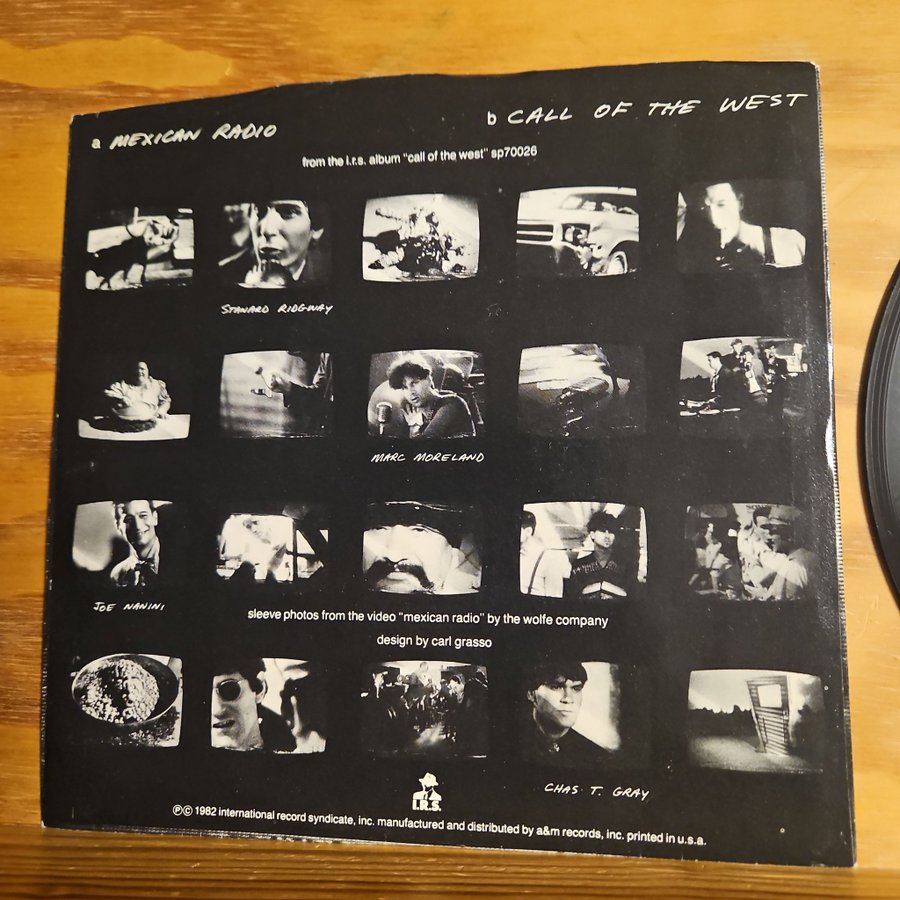 a MEXICAN RADIO
b CALL OF THE WEST
from the i.r.s. album "call of the west" sp70026
STANARD RIDGWAY
MARC MORELAND
JOE NANINI
sleeve photos from the video "mexican radio" by the wolfe company
design by carl grasso
CHAS T. GRAY
I.R.S.
ⓅⒸ 1982 international record syndicate, inc. manufactured and distributed by a&m records, inc. printed in u.s.a.